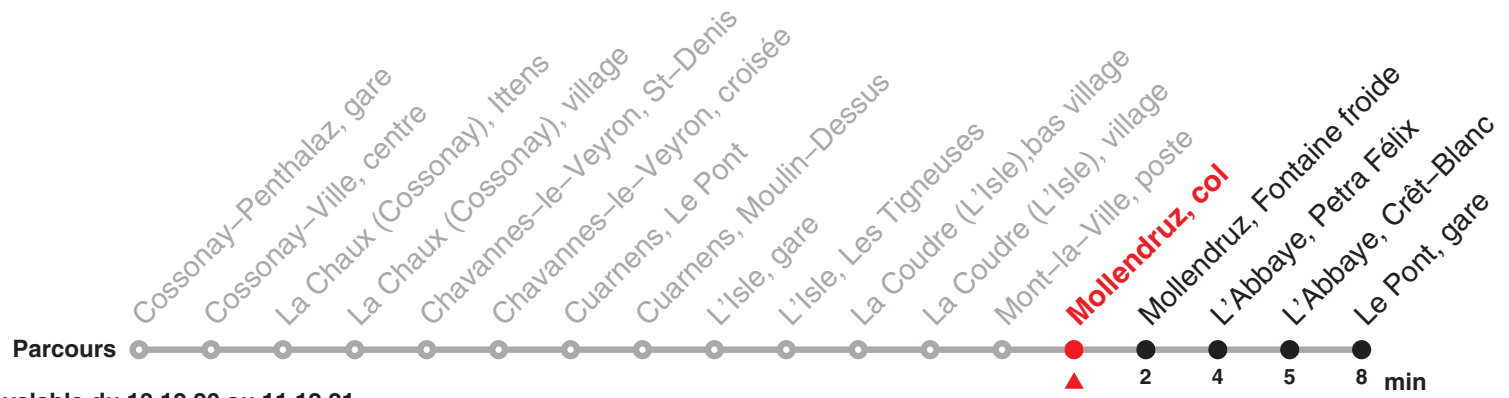 Cossonay–Penthalaz, gare
Cossonay–Ville, centre
La Chaux (Cossonay), Ittens
La Chaux (Cossonay), village
Chavannes–le–Veyron, St–Denis
Chavannes–le–Veyron, croisée
Cuarnens, Le Pont
Cuarnens, Moulin–Dessus
L'Isle, gare
L'Isle, Les Tigneuses
La Coudre (L'Isle),bas village
La Coudre (L'Isle), village
Mont–la–Ville, poste
Mollendruz, col
Mollendruz, Fontaine froide
L'Abbaye, Petra Félix
L'Abbaye, Crêt–Blanc
Le Pont, gare
Parcours
2 4 5 8 min